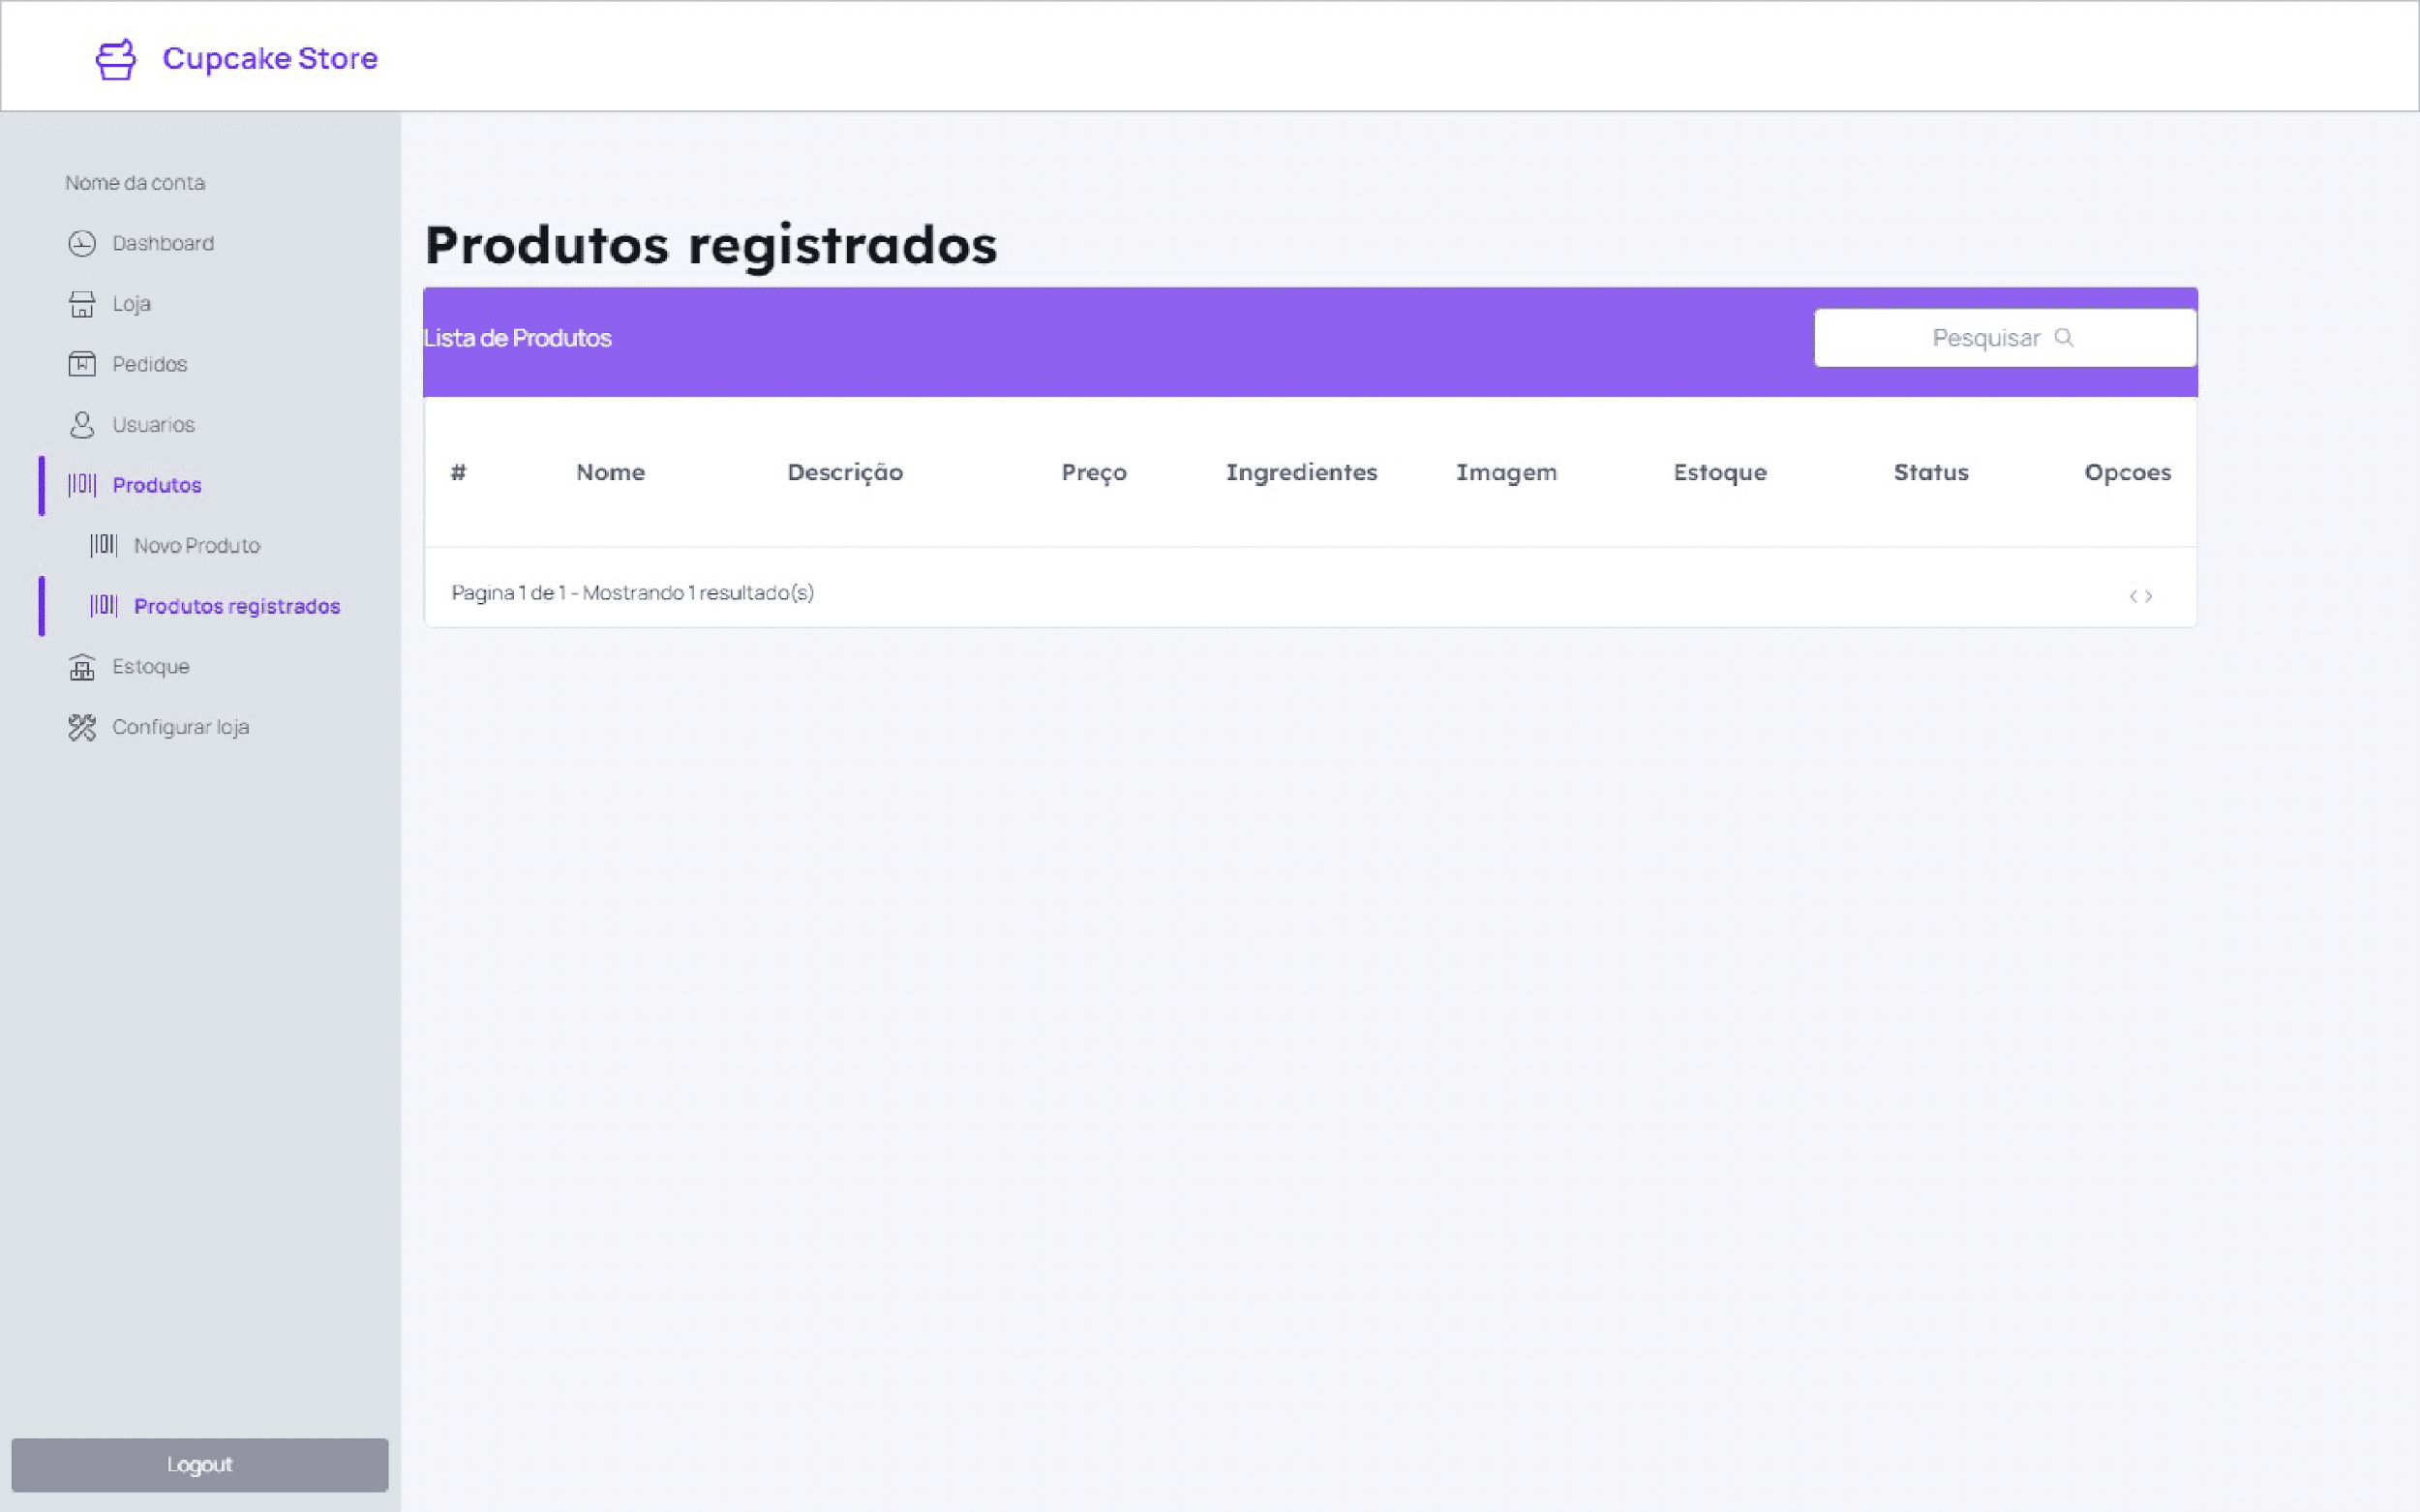 Cupcake Store
Nome da conta
Dashboard
Loja
Pedidos
Usuarios
Produtos
Novo Produto
Produtos registrados
Estoque
Configurar loja
Logout
Produtos registrados
Lista de Produtos
Pesquisar
# Nome Descrição Preço Ingredientes Imagem Estoque Status Opcoes
Pagina 1 de 1 - Mostrando 1 resultado(s)